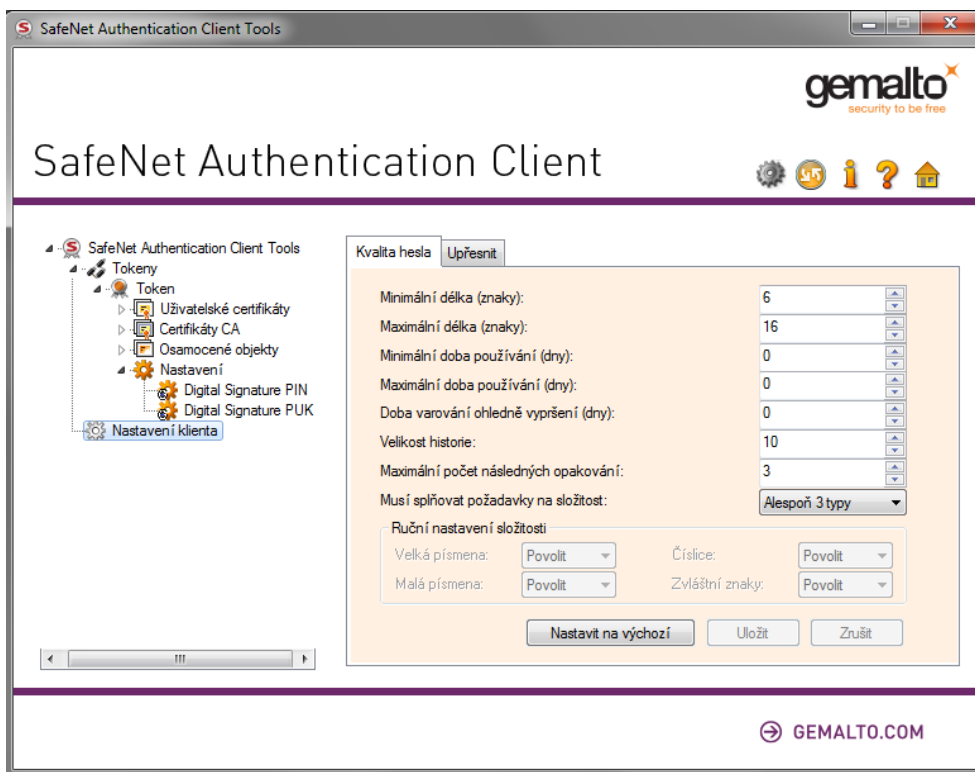 SafeNet Authentication Client Tools
gemalto
security to be free
SafeNet Authentication Client
SafeNet Authentication Client Tools
Tokeny
Token
Uživatelské certifikáty
Certifikáty CA
Osamocené objekty
Nastavení
Digital Signature PIN
Digital Signature PUK
Nastavení klienta
Kvalita hesla
Upřesnit
Minimální délka (znaky): 6
Maximální délka (znaky): 16
Minimální doba používání (dny): 0
Maximální doba používání (dny): 0
Doba varování ohledně vypršení (dny): 0
Velikost historie: 10
Maximální počet následných opakování: 3
Musí splňovat požadavky na složitost: Alespoň 3 typy
Ruční nastavení složitosti
Velká písmena: Povolit Číslice: Povolit
Malá písmena: Povolit Zvláštní znaky: Povolit
Nastavit na výchozí Uložit Zrušit
GEMALTO.COM